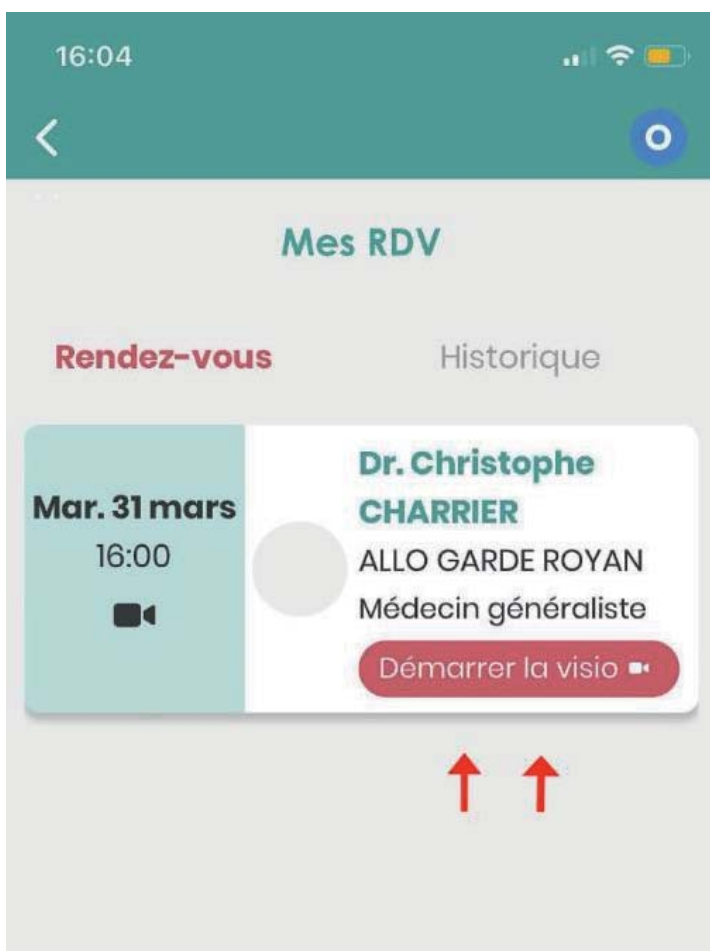 16:04
O
Mes RDV
Rendez-vous
Historique
Mar. 31 mars
16:00
Dr. Christophe
CHARRIER
ALLO GARDE ROYAN
Médecin généraliste
Démarrer la visio